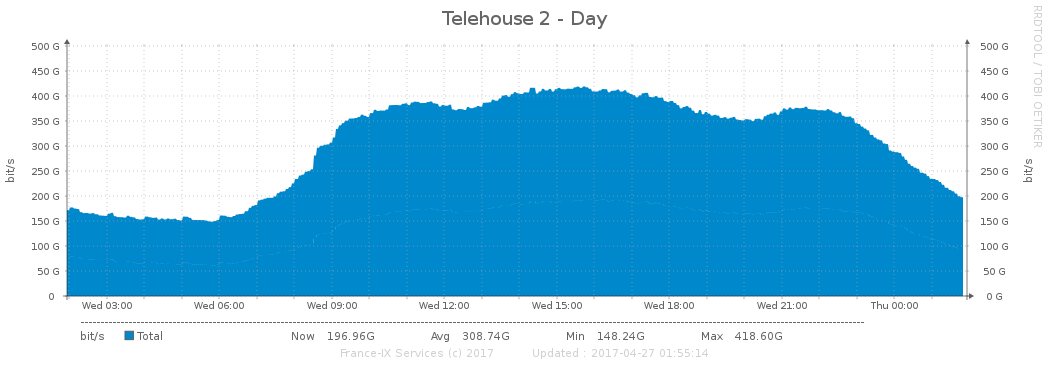 Telehouse 2 - Day
RRDTOOL / TOBI OETIKER
500 G 500 G
450 G 450 G
400 G 400 G
350 G 350 G
300 G 300 G
250 G 250 G
200 G 200 G
150 G 150 G
100 G 100 G
50 G 50 G
0 0 G
bit/s bit/s
Wed 03:00 Wed 06:00 Wed 09:00 Wed 12:00 Wed 15:00 Wed 18:00 Wed 21:00 Thu 00:00
bit/s Total Now 196.96G Avg 308.74G Min 148.24G Max 418.60G
France-IX Services (c) 2017 Updated : 2017-04-27 01:55:14